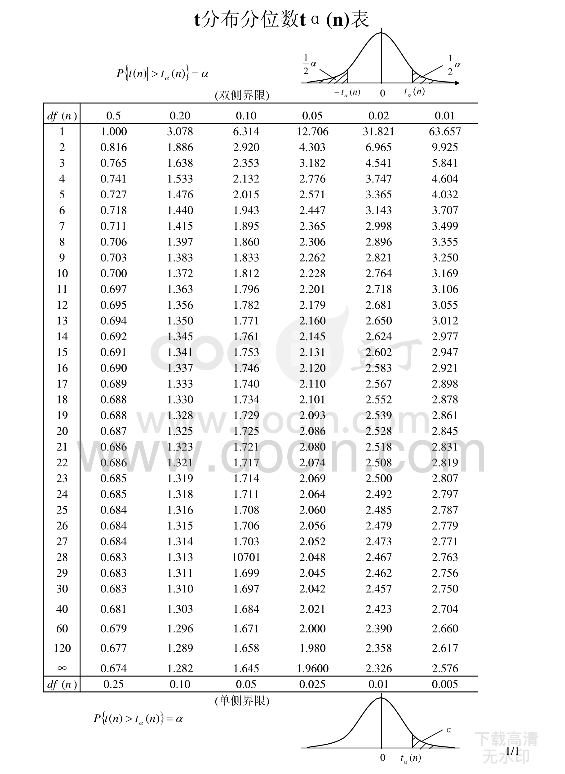 t分布分位数tα(n)表
P{|t(n)|>tα(n)}=α
1/2 α
1/2 α
-tα(n) 0 tα(n)
(双侧界限)
df(n) 0.5 0.20 0.10 0.05 0.02 0.01
1 1.000 3.078 6.314 12.706 31.821 63.657
2 0.816 1.886 2.920 4.303 6.965 9.925
3 0.765 1.638 2.353 3.182 4.541 5.841
4 0.741 1.533 2.132 2.776 3.747 4.604
5 0.727 1.476 2.015 2.571 3.365 4.032
6 0.718 1.440 1.943 2.447 3.143 3.707
7 0.711 1.415 1.895 2.365 2.998 3.499
8 0.706 1.397 1.860 2.306 2.896 3.355
9 0.703 1.383 1.833 2.262 2.821 3.250
10 0.700 1.372 1.812 2.228 2.764 3.169
11 0.697 1.363 1.796 2.201 2.718 3.106
12 0.695 1.356 1.782 2.179 2.681 3.055
13 0.694 1.350 1.771 2.160 2.650 3.012
14 0.692 1.345 1.761 2.145 2.624 2.977
15 0.691 1.341 1.753 2.131 2.602 2.947
16 0.690 1.337 1.746 2.120 2.583 2.921
17 0.689 1.333 1.740 2.110 2.567 2.898
18 0.688 1.330 1.734 2.101 2.552 2.878
19 0.688 1.328 1.729 2.093 2.539 2.861
20 0.687 1.325 1.725 2.086 2.528 2.845
21 0.686 1.323 1.721 2.080 2.518 2.831
22 0.686 1.321 1.717 2.074 2.508 2.819
23 0.685 1.319 1.714 2.069 2.500 2.807
24 0.685 1.318 1.711 2.064 2.492 2.797
25 0.684 1.316 1.708 2.060 2.485 2.787
26 0.684 1.315 1.706 2.056 2.479 2.779
27 0.684 1.314 1.703 2.052 2.473 2.771
28 0.683 1.313 10701 2.048 2.467 2.763
29 0.683 1.311 1.699 2.045 2.462 2.756
30 0.683 1.310 1.697 2.042 2.457 2.750
40 0.681 1.303 1.684 2.021 2.423 2.704
60 0.679 1.296 1.671 2.000 2.390 2.660
120 0.677 1.289 1.658 1.980 2.358 2.617
∞ 0.674 1.282 1.645 1.9600 2.326 2.576
df(n) 0.25 0.10 0.05 0.025 0.01 0.005
(单侧界限)
P{t(n)>tα(n)}=α
α
0 tα(n)
1/1
doc 豆丁
www.docin.com
www.docin.com
下载高清
无水印